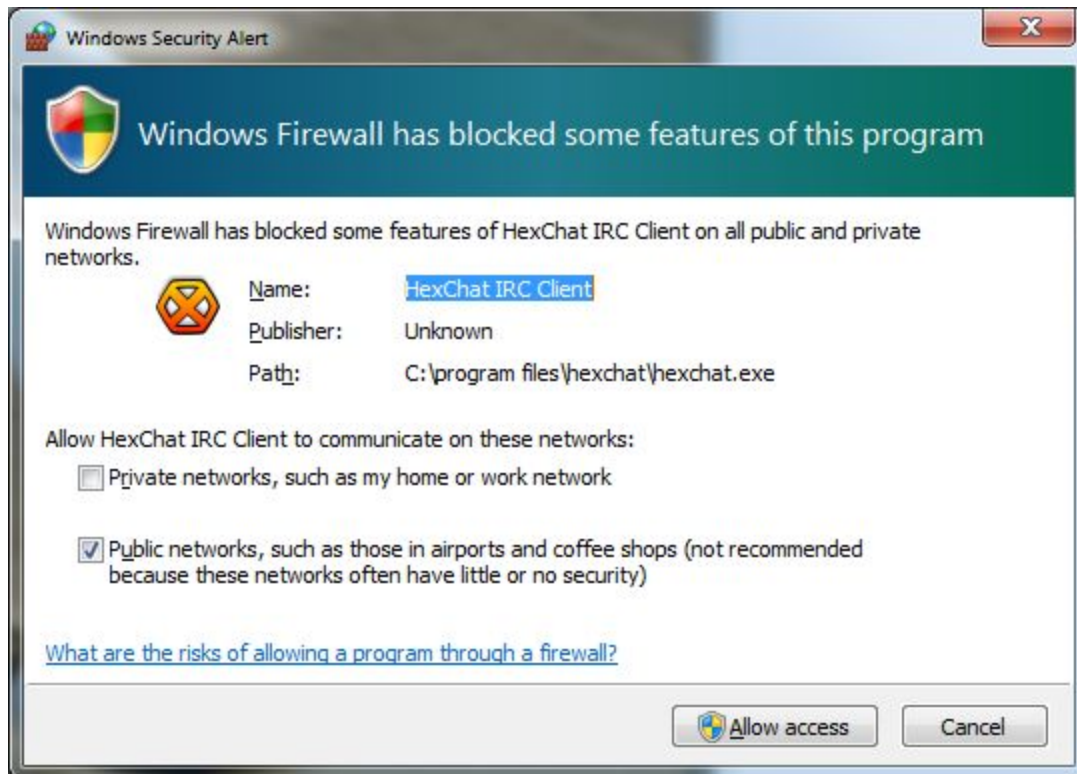 Windows Security Alert
Windows Firewall has blocked some features of this program
Windows Firewall has blocked some features of HexChat IRC Client on all public and private
networks.
Name: HexChat IRC Client
Publisher: Unknown
Path: C:\program files\hexchat\hexchat.exe
Allow HexChat IRC Client to communicate on these networks:
Private networks, such as my home or work network
Public networks, such as those in airports and coffee shops (not recommended
because these networks often have little or no security)
What are the risks of allowing a program through a firewall?
Allow access Cancel